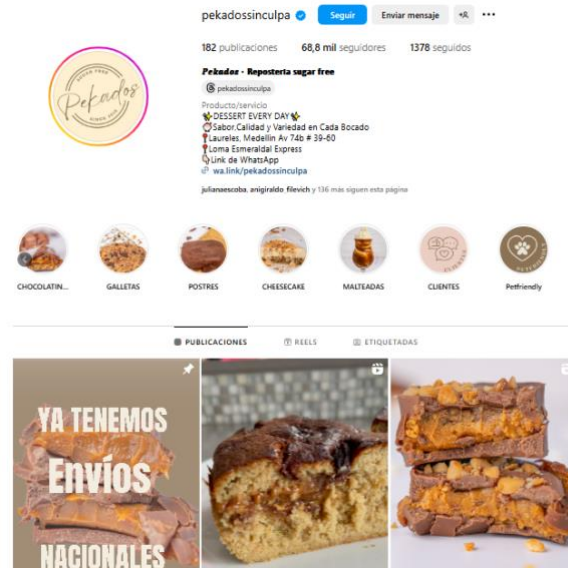 pekadossinculpa
Seguir
Enviar mensaje
182 publicaciones
68,8 mil seguidores
1378 seguidos
Pekados - Repostería sugar free
pekadossinculpa
Producto/servicio
DESSERT EVERY DAY
Sabor,Calidad y Variedad en Cada Bocado
Laureles, Medellin Av 74b # 39-60
Loma Esmeraldal Express
Link de WhatsApp
wa.link/pekadossinculpa
julianaescoba, anigiraldo_filevich y 136 más siguen esta página
SUGAR FREE
Pekados
CHOCOLATIN...
GALLETAS
POSTRES
CHEESECAKE
MALTEADAS
CLIENTES
Petfriendly
PUBLICACIONES
REELS
ETIQUETADAS
YA TENEMOS
Envíos
NACIONALES